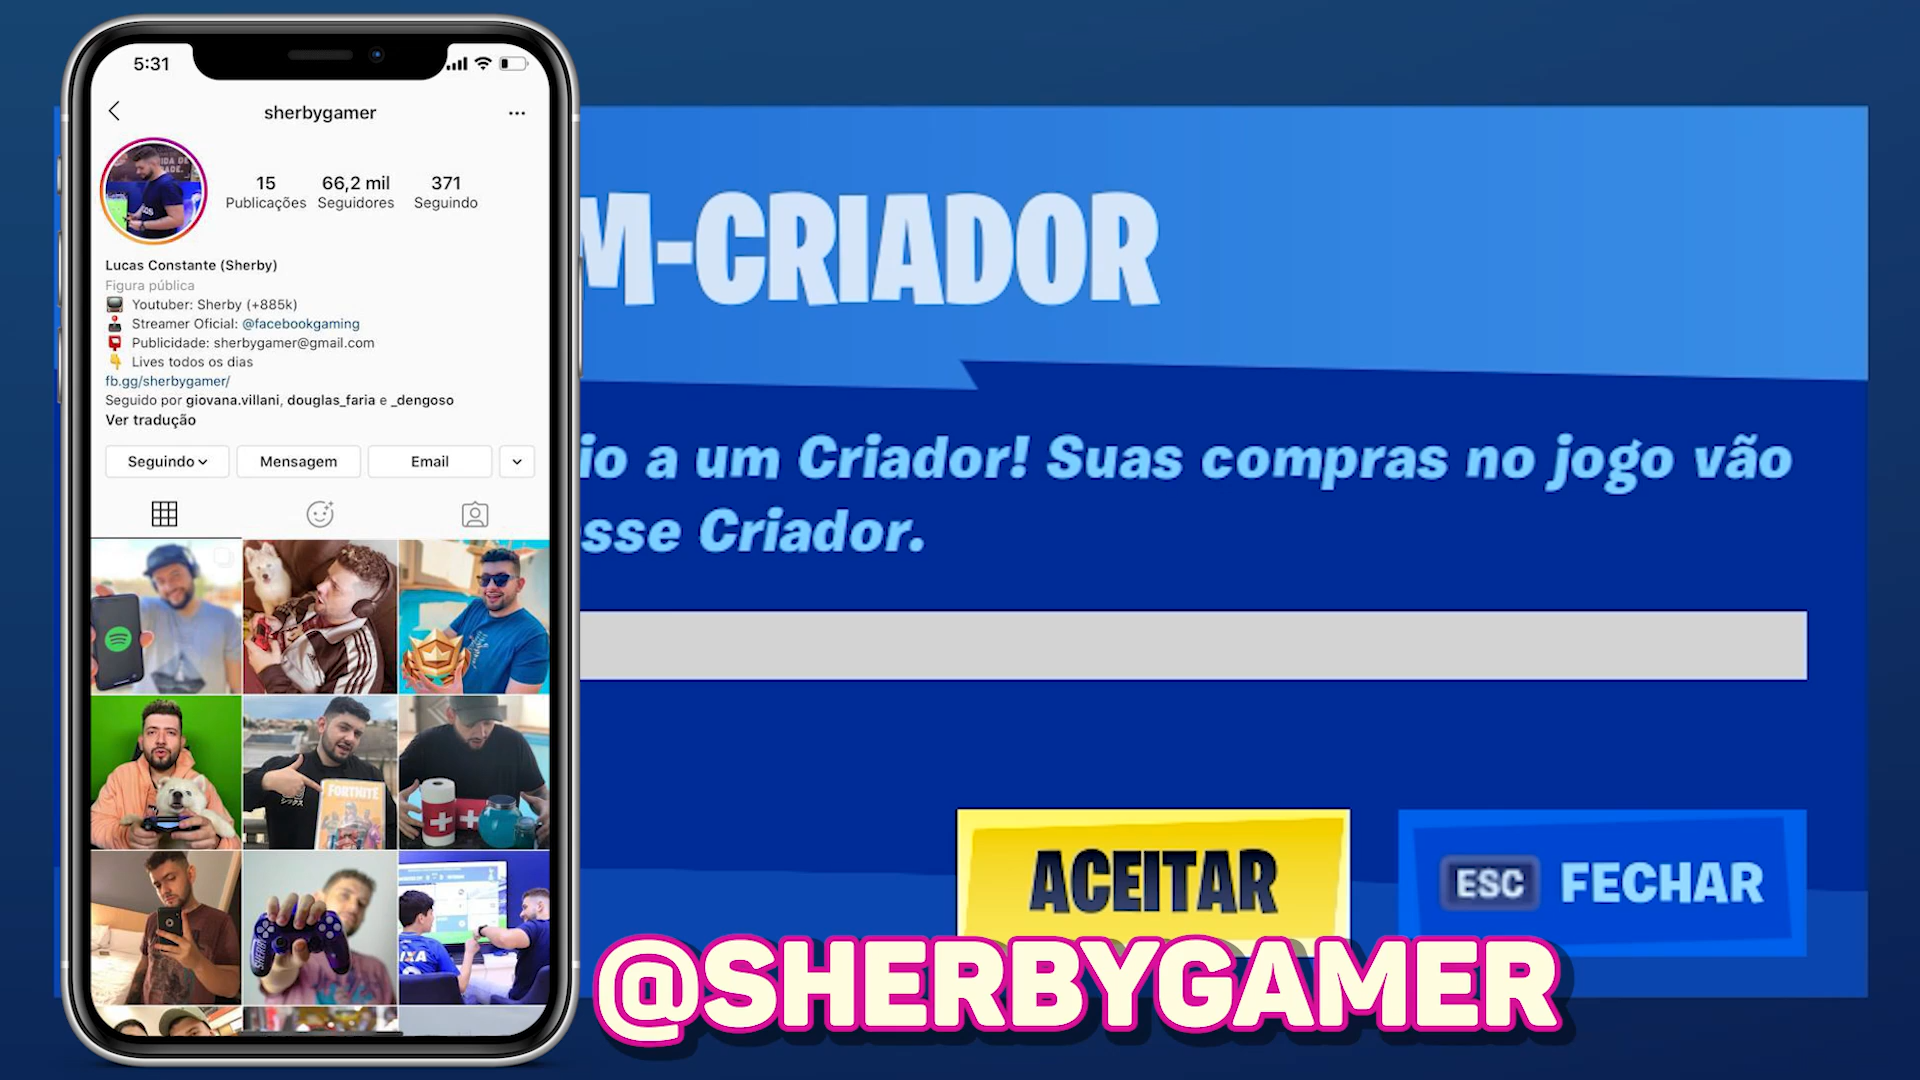 5:31
sherbygamer
15
Publicações
66,2 mil
Seguidores
371
Seguindo
Lucas Constante (Sherby)
Figura pública
Youtuber: Sherby (+885k)
Streamer Oficial: @facebookgaming
Publicidade: sherbygamer@gmail.com
Lives todos os dias
fb.gg/sherbygamer/
Seguido por giovana.villani, douglas_faria e _dengoso
Ver tradução
Seguindo
Mensagem
Email
FORTNITE
M-CRIADOR
io a um Criador! Suas compras no jogo vão
sse Criador.
ACEITAR
ESC FECHAR
@SHERBYGAMER